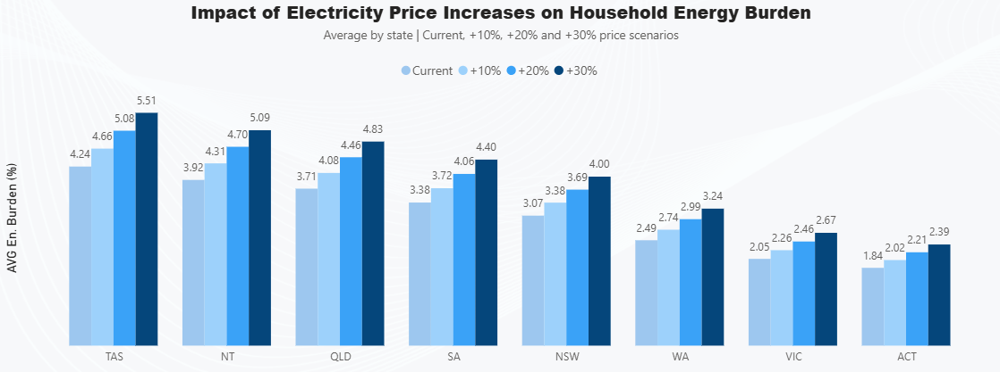 Impact of Electricity Price Increases on Household Energy Burden
Average by state | Current, +10%, +20% and +30% price scenarios
Current +10% +20% +30%
AVG En. Burden (%)
4.24 4.66 5.08 5.51
3.92 4.31 4.70 5.09
3.71 4.08 4.46 4.83
3.38 3.72 4.06 4.40
3.07 3.38 3.69 4.00
2.49 2.74 2.99 3.24
2.05 2.26 2.46 2.67
1.84 2.02 2.21 2.39
TAS NT QLD SA NSW WA VIC ACT